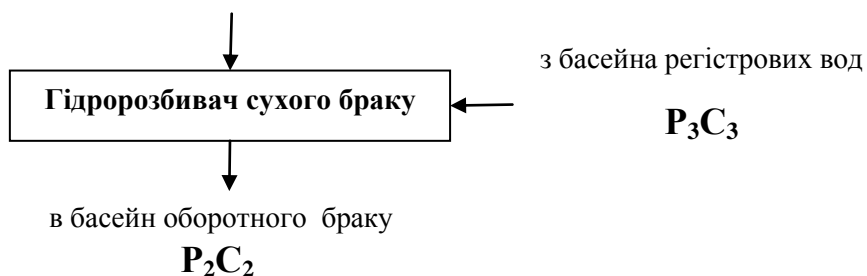 з басейна регістрових вод
Гідророзбивач сухого браку
P₃C₃
в басейн оборотного браку
P₂C₂